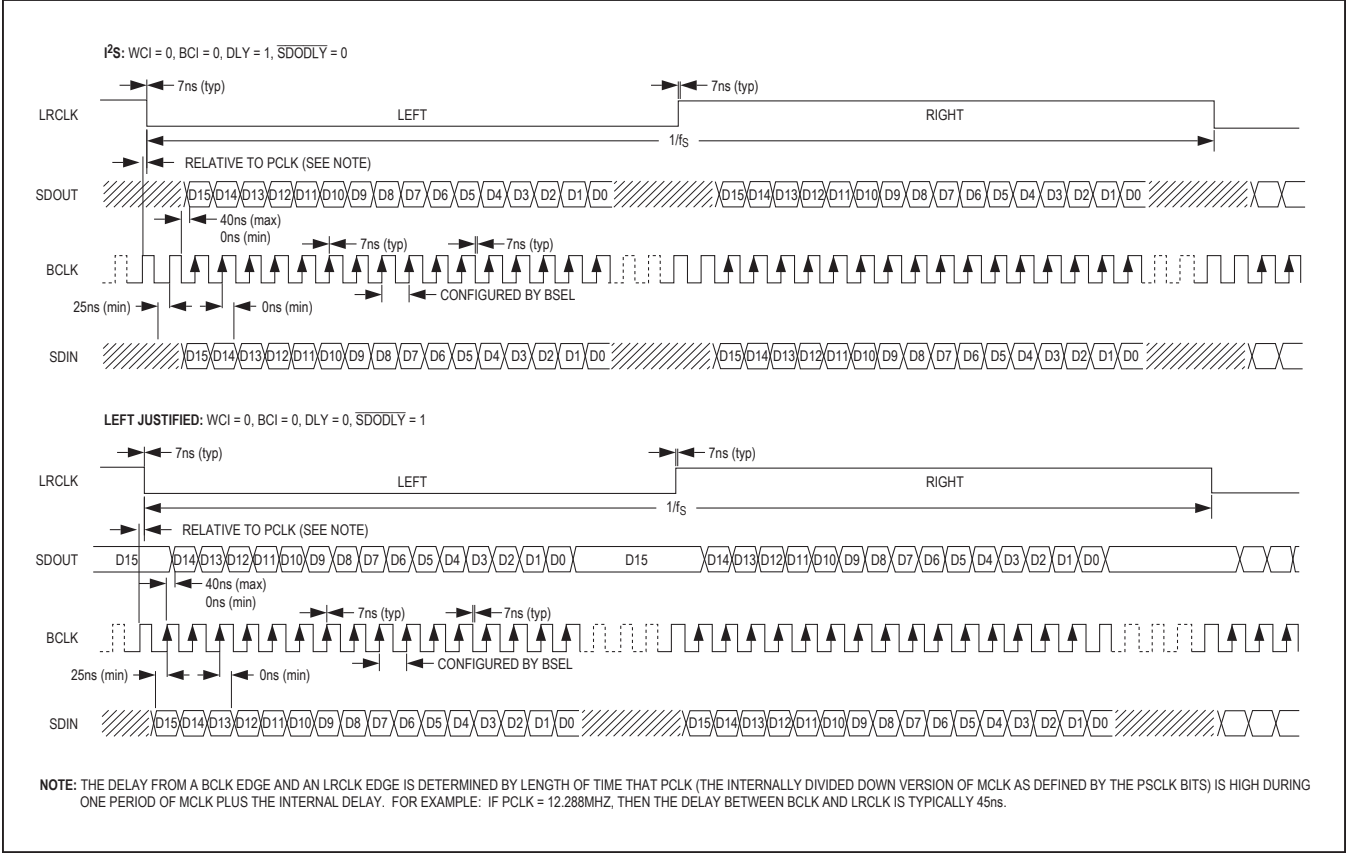 I²S: WCI = 0, BCI = 0, DLY = 1, SDODLY = 0
7ns (typ) 7ns (typ)
LRCLK LEFT RIGHT
1/fS
RELATIVE TO PCLK (SEE NOTE)
SDOUT D15 D14 D13 D12 D11 D10 D9 D8 D7 D6 D5 D4 D3 D2 D1 D0 D15 D14 D13 D12 D11 D10 D9 D8 D7 D6 D5 D4 D3 D2 D1 D0
40ns (max)
0ns (min) 7ns (typ) 7ns (typ)
BCLK
CONFIGURED BY BSEL
25ns (min) 0ns (min)
SDIN D15 D14 D13 D12 D11 D10 D9 D8 D7 D6 D5 D4 D3 D2 D1 D0 D15 D14 D13 D12 D11 D10 D9 D8 D7 D6 D5 D4 D3 D2 D1 D0
LEFT JUSTIFIED: WCI = 0, BCI = 0, DLY = 0, SDODLY = 1
7ns (typ) 7ns (typ)
LRCLK LEFT RIGHT
1/fS
RELATIVE TO PCLK (SEE NOTE)
SDOUT D15 D14 D13 D12 D11 D10 D9 D8 D7 D6 D5 D4 D3 D2 D1 D0 D15 D14 D13 D12 D11 D10 D9 D8 D7 D6 D5 D4 D3 D2 D1 D0
40ns (max)
0ns (min) 7ns (typ) 7ns (typ)
BCLK
CONFIGURED BY BSEL
25ns (min) 0ns (min)
SDIN D15 D14 D13 D12 D11 D10 D9 D8 D7 D6 D5 D4 D3 D2 D1 D0 D15 D14 D13 D12 D11 D10 D9 D8 D7 D6 D5 D4 D3 D2 D1 D0
NOTE: THE DELAY FROM A BCLK EDGE AND AN LRCLK EDGE IS DETERMINED BY LENGTH OF TIME THAT PCLK (THE INTERNALLY DIVIDED DOWN VERSION OF MCLK AS DEFINED BY THE PSCLK BITS) IS HIGH DURING
ONE PERIOD OF MCLK PLUS THE INTERNAL DELAY. FOR EXAMPLE: IF PCLK = 12.288MHZ, THEN THE DELAY BETWEEN BCLK AND LRCLK IS TYPICALLY 45ns.